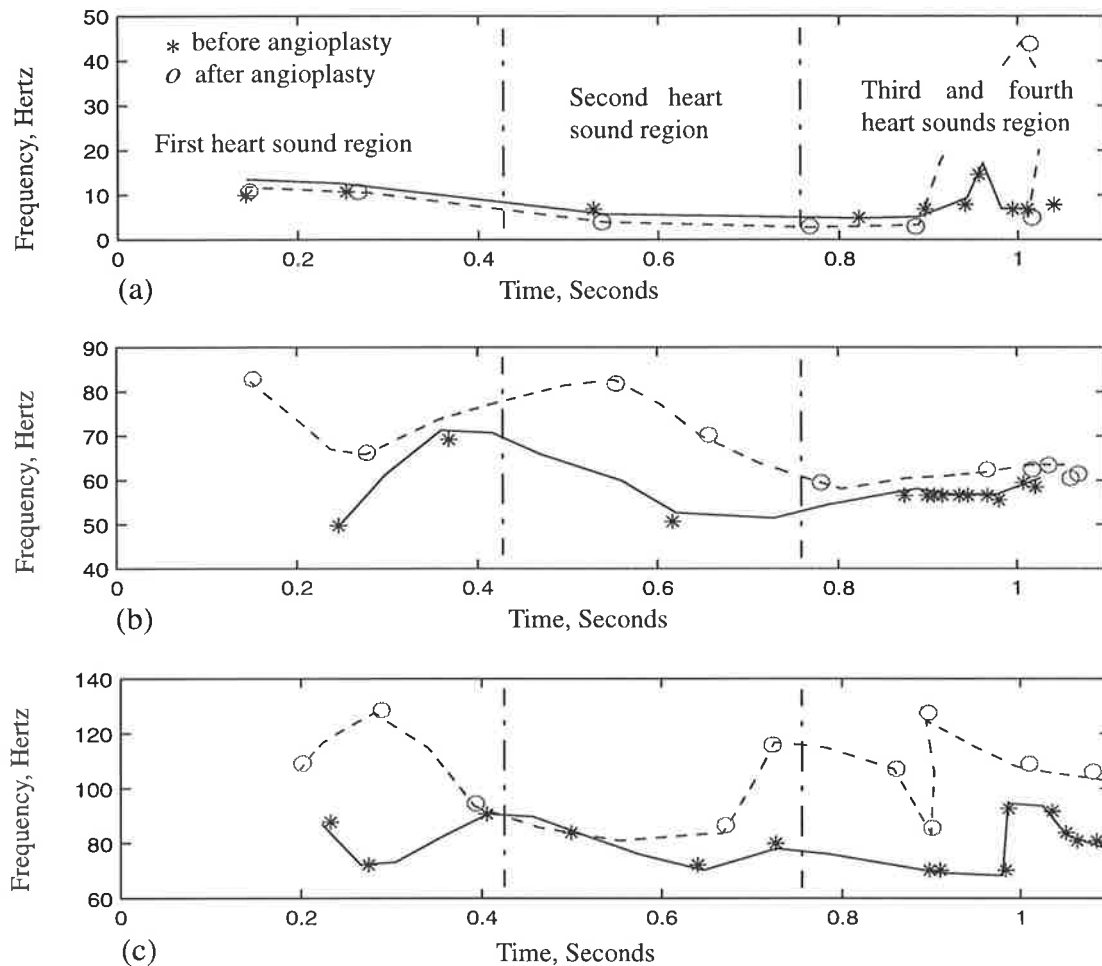 50
40
30
20
10
0
Frequency, Hertz
* before angioplasty
o after angioplasty
First heart sound region
Second heart
sound region
Third and fourth
heart sounds region
0 0.2 0.4 0.6 0.8 1
(a)
Time, Seconds
90
80
70
60
50
40
Frequency, Hertz
0 0.2 0.4 0.6 0.8 1
(b)
Time, Seconds
140
120
100
80
60
Frequency, Hertz
0 0.2 0.4 0.6 0.8 1
(c)
Time, Seconds